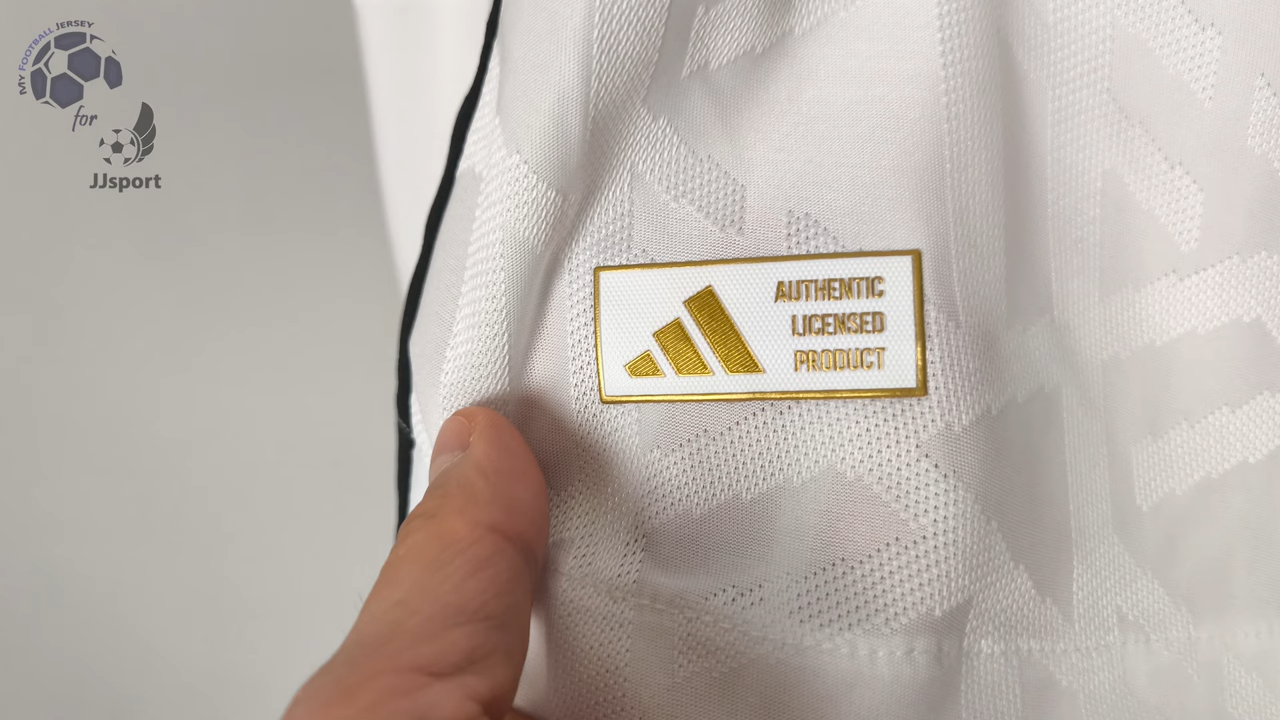 MY FOOTBALL JERSEY
for
JJsport
AUTHENTIC
LICENSED
PRODUCT